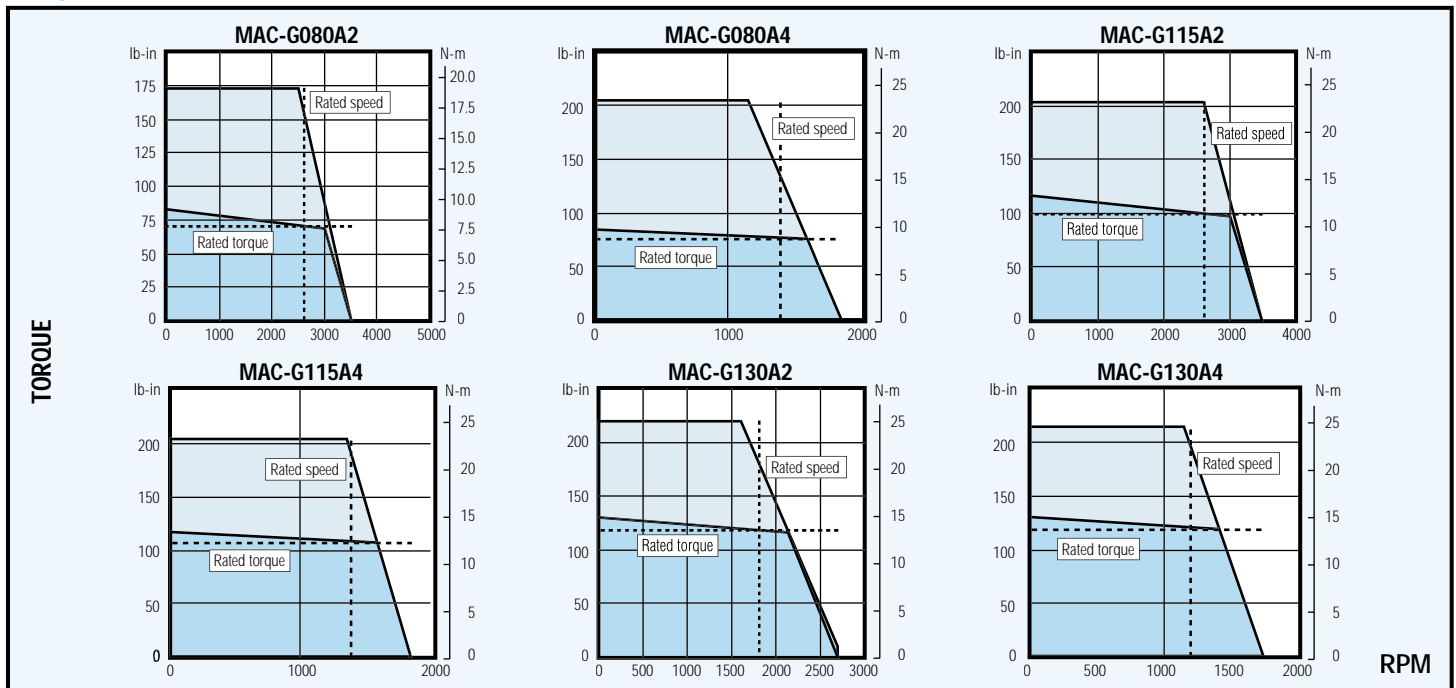 MAC-G080A2
lb-in
N-m
175
150
125
100
75
50
25
0
20.0
17.5
15.0
12.5
10.0
7.5
5.0
2.5
0
Rated speed
Rated torque
0 1000 2000 3000 4000 5000
MAC-G080A4
lb-in
N-m
200
150
100
50
0
25
20
15
10
5
0
Rated speed
Rated torque
0 1000 2000
MAC-G115A2
lb-in
N-m
200
150
100
50
0
25
20
15
10
5
0
Rated speed
Rated torque
0 1000 2000 3000 4000
TORQUE
MAC-G115A4
lb-in
N-m
200
150
100
50
0
25
20
15
10
5
0
Rated speed
Rated torque
0 1000 2000
MAC-G130A2
lb-in
N-m
200
150
100
50
0
25
20
15
10
5
0
Rated speed
Rated torque
0 500 1000 1500 2000 2500 3000
MAC-G130A4
lb-in
N-m
200
150
100
50
0
25
20
15
10
5
0
Rated speed
Rated torque
0 500 1000 1500 2000
RPM